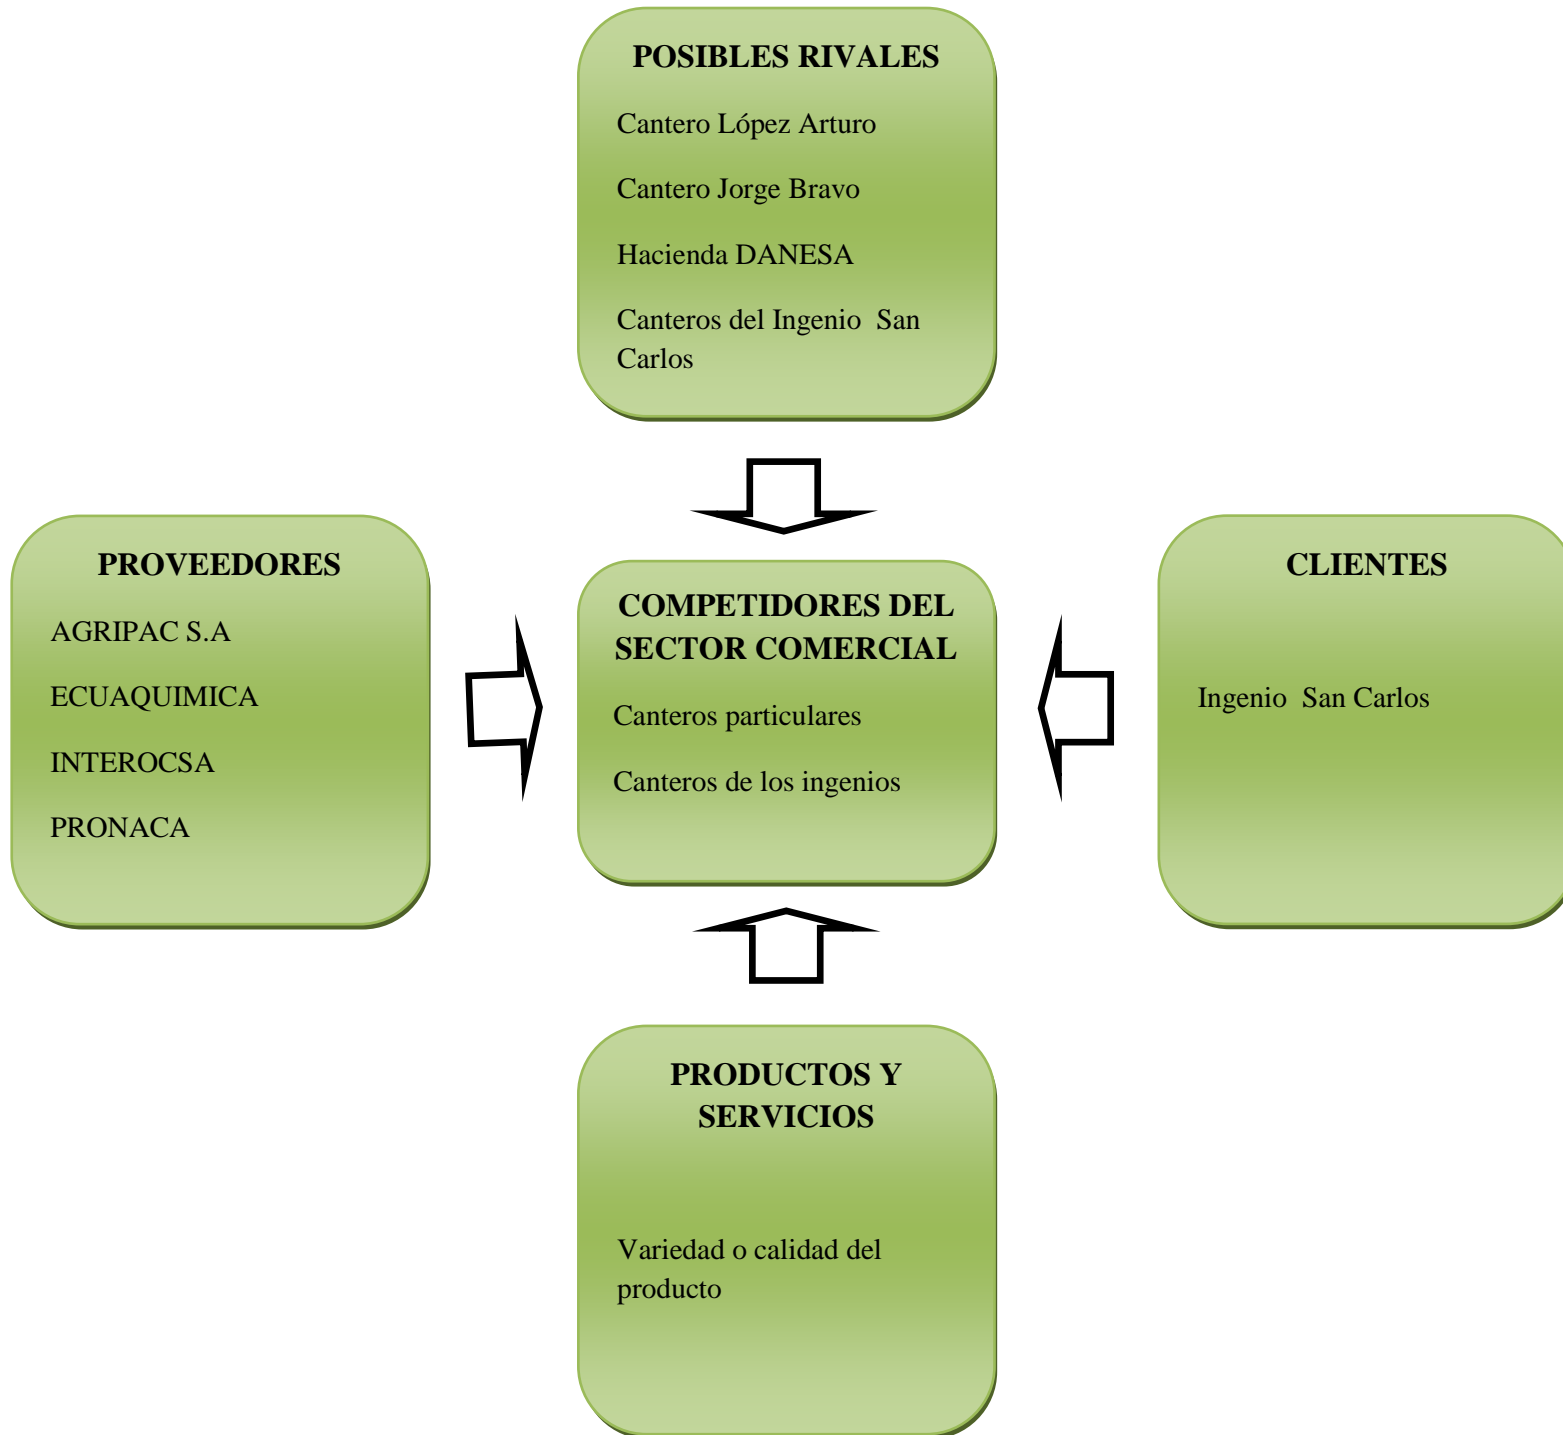 POSIBLES RIVALES
Cantero López Arturo
Cantero Jorge Bravo
Hacienda DANESA
Canteros del Ingenio  San
Carlos
PROVEEDORES
AGRIPAC S.A
ECUAQUIMICA
INTEROCSA
PRONACA
COMPETIDORES DEL
SECTOR COMERCIAL
Canteros particulares
Canteros de los ingenios
CLIENTES
Ingenio  San Carlos
PRODUCTOS Y
SERVICIOS
Variedad o calidad del
producto